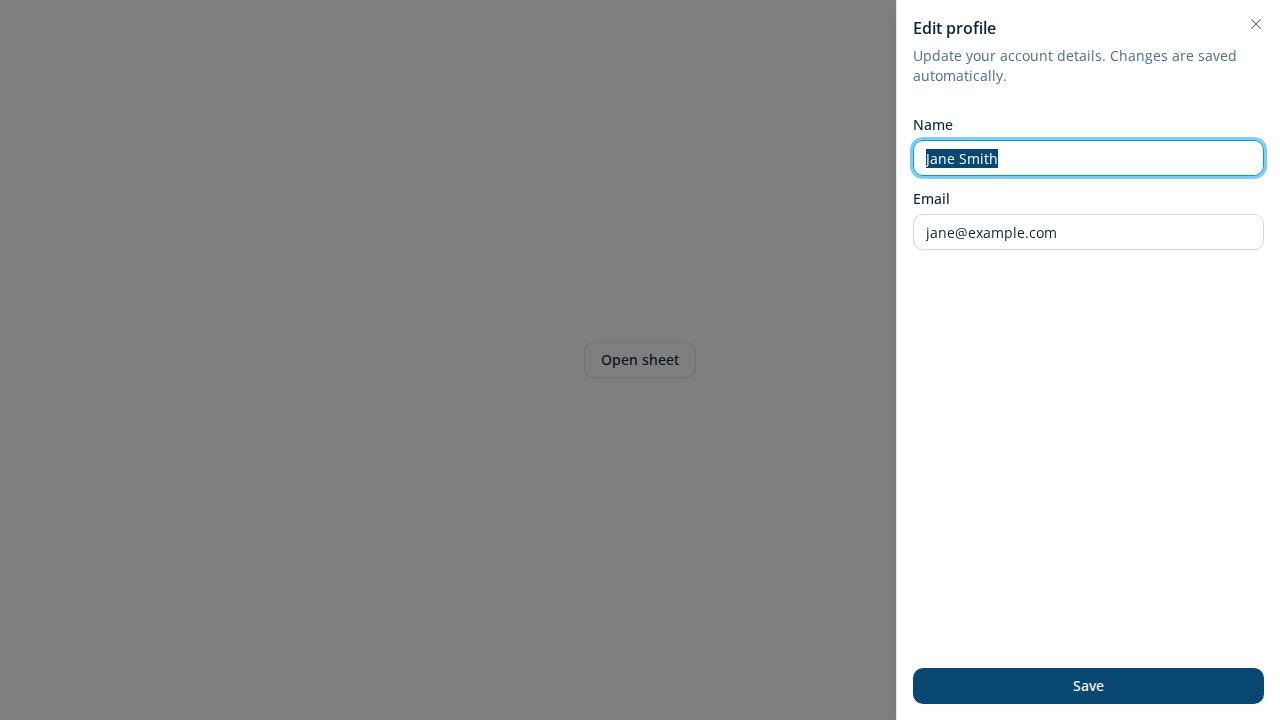 Edit profile
Update your account details. Changes are saved
automatically.
Name
Jane Smith
Email
jane@example.com
Open sheet
Save